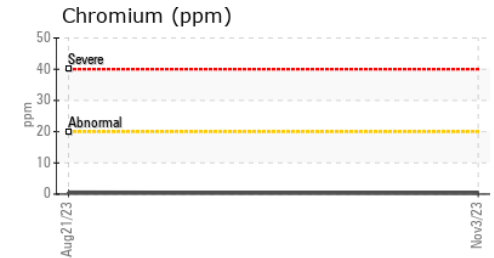 Chromium (ppm)
50
Severe
40
30
ppm
Abnormal
20
10
0
Aug21/23
Nov3/23